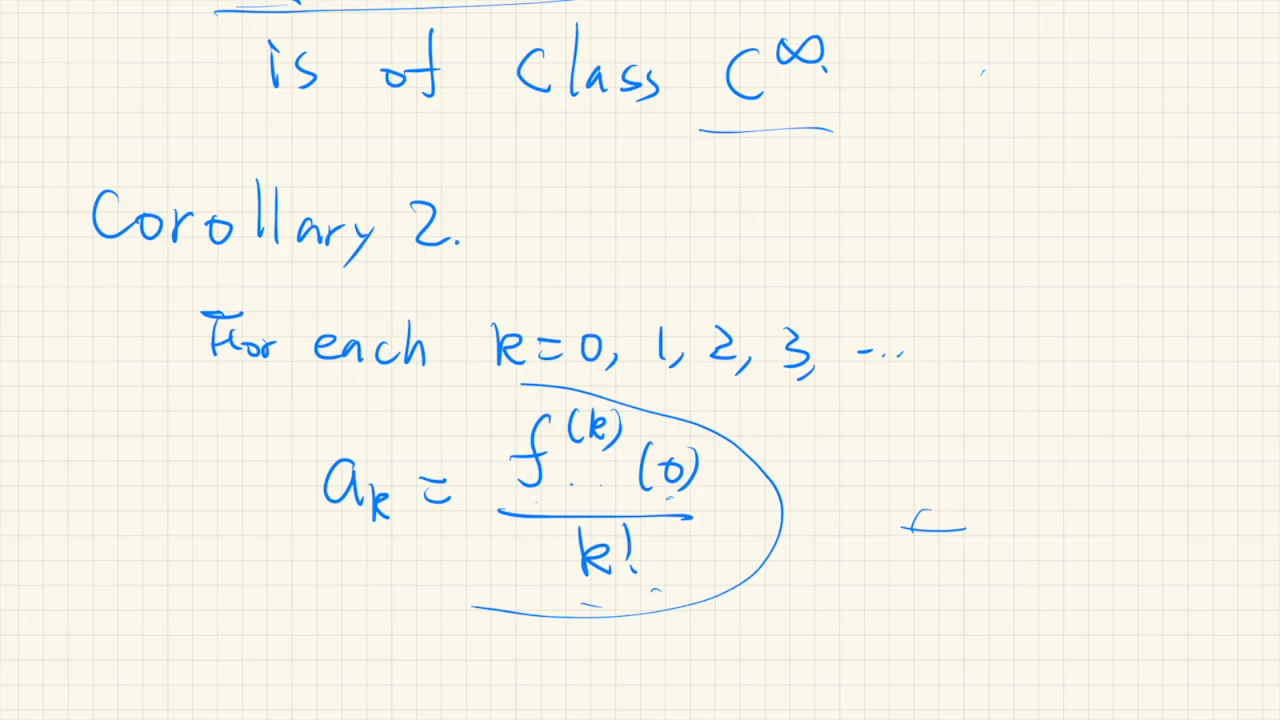 is of class C^∞.
Corollary 2.
For each k=0, 1, 2, 3, ...
a_k = f^(k)(0) / k!